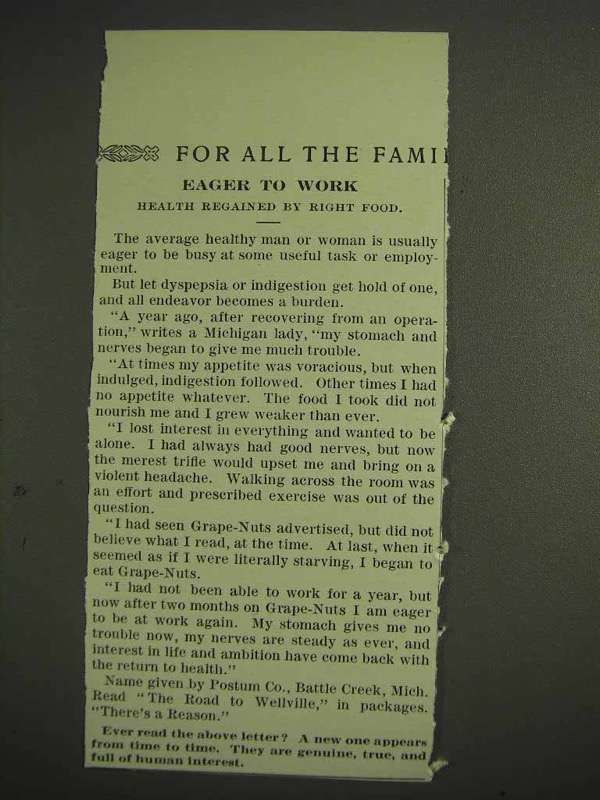 FOR ALL THE FAMI
EAGER TO WORK
HEALTH REGAINED BY RIGHT FOOD.
The average healthy man or woman is usually
eager to be busy at some useful task or employ-
ment.
But let dyspepsia or indigestion get hold of one,
and all endeavor becomes a burden.
"A year ago, after recovering from an opera-
tion," writes a Michigan lady, "my stomach and
nerves began to give me much trouble.
"At times my appetite was voracious, but when
indulged, indigestion followed. Other times I had
no appetite whatever. The food I took did not
nourish me and I grew weaker than ever.
"I lost interest in everything and wanted to be
alone. I had always had good nerves, but now
the merest trifle would upset me and bring on a
violent headache. Walking across the room was
an effort and prescribed exercise was out of the
question.
"I had seen Grape-Nuts advertised, but did not
believe what I read, at the time. At last, when it
seemed as if I were literally starving, I began to
eat Grape-Nuts.
"I had not been able to work for a year, but
now after two months on Grape-Nuts I am eager
to be at work again. My stomach gives me no
trouble now, my nerves are steady as ever, and
interest in life and ambition have come back with
the return to health."
Name given by Postum Co., Battle Creek, Mich.
Read "The Road to Wellville," in packages.
"There's a Reason."
Ever read the above letter? A new one appears
from time to time. They are genuine, true, and
full of human interest.